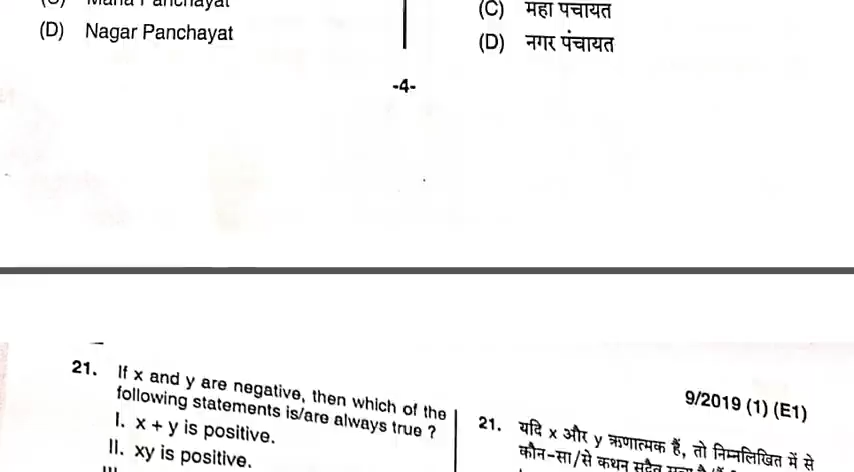 (D) Nagar Panchayat
(C) महा पंचायत
(D) नगर पंचायत
-4-
9/2019 (1) (E1)
21. If x and y are negative, then which of the
following statements is/are always true ?
I. x + y is positive.
II. xy is positive.
21. यदि x और y ऋणात्मक हैं, तो निम्नलिखित में से
कौन-सा/से कथन सदैव